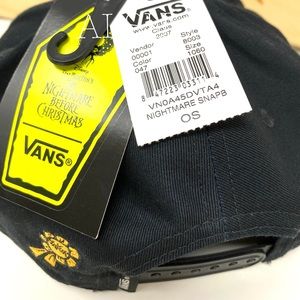 VANS
www.vans.com
Class
2007
Vendor
Style
00001
8003
Color
Size
047
1060
VN0A45DVTA4
NIGHTMARE SNAPB
OS
NIGHTMARE
BEFORE
CHRISTMAS
VANS